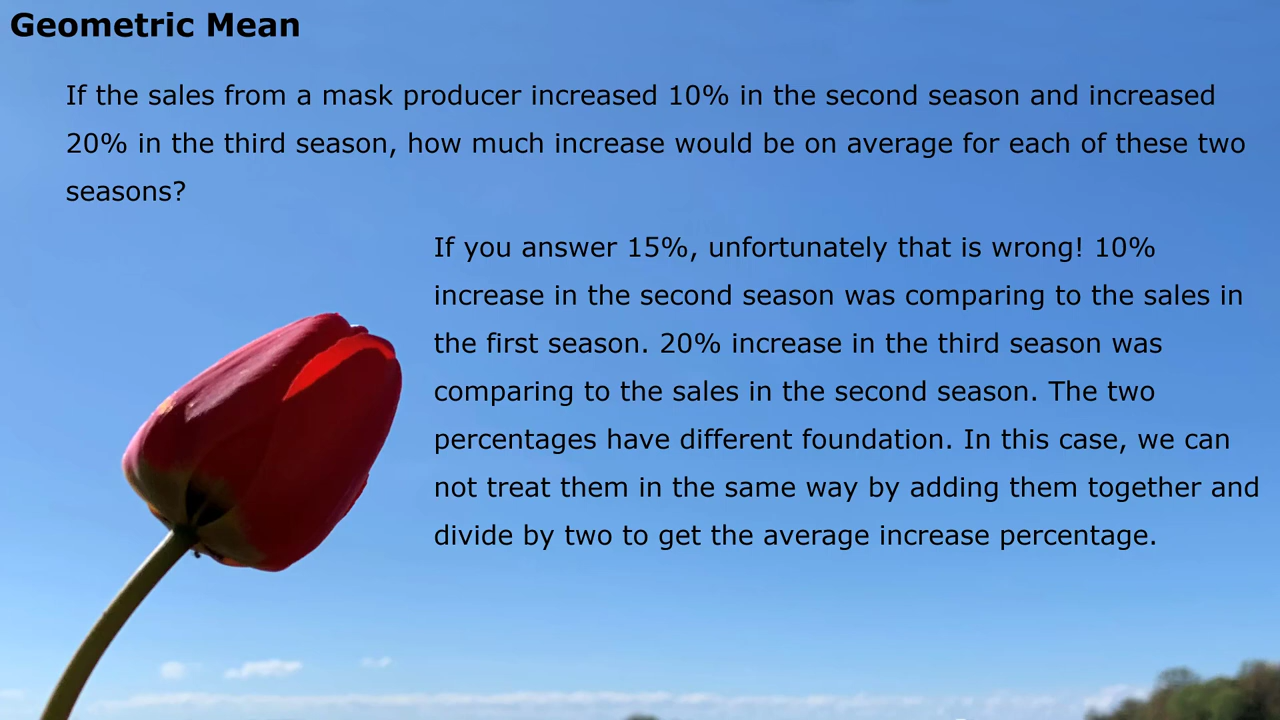 Geometric Mean
If the sales from a mask producer increased 10% in the second season and increased
20% in the third season, how much increase would be on average for each of these two
seasons?
If you answer 15%, unfortunately that is wrong! 10%
increase in the second season was comparing to the sales in
the first season. 20% increase in the third season was
comparing to the sales in the second season. The two
percentages have different foundation. In this case, we can
not treat them in the same way by adding them together and
divide by two to get the average increase percentage.